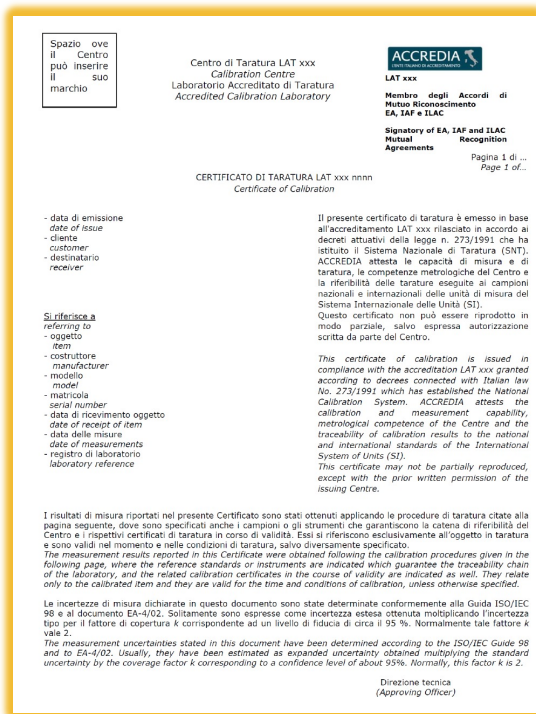 Spazio ove
il Centro
può inserire
il suo
marchio
Centro di Taratura LAT xxx
Calibration Centre
Laboratorio Accreditato di Taratura
Accredited Calibration Laboratory
ACCREDIA
L'ENTE ITALIANO DI ACCREDITAMENTO
LAT xxx
Membro degli Accordi di
Mutuo Riconoscimento
EA, IAF e ILAC
Signatory of EA, IAF and ILAC
Mutual Recognition
Agreements
Pagina 1 di ...
Page 1 of...
CERTIFICATO DI TARATURA LAT xxx nnnn
Certificate of Calibration
- data di emissione
date of issue
- cliente
customer
- destinatario
receiver
Si riferisce a
referring to
- oggetto
item
- costruttore
manufacturer
- modello
model
- matricola
serial number
- data di ricevimento oggetto
date of receipt of item
- data delle misure
date of measurements
- registro di laboratorio
laboratory reference
Il presente certificato di taratura è emesso in base
all'accreditamento LAT xxx rilasciato in accordo ai
decreti attuativi della legge n. 273/1991 che ha
istituito il Sistema Nazionale di Taratura (SNT).
ACCREDIA attesta le capacità di misura e di
taratura, le competenze metrologiche del Centro e
la riferibilità delle tarature eseguite ai campioni
nazionali e internazionali delle unità di misura del
Sistema Internazionale delle Unità (SI).
Questo certificato non può essere riprodotto in
modo parziale, salvo espressa autorizzazione
scritta da parte del Centro.
This certificate of calibration is issued in
compliance with the accreditation LAT xxx granted
according to decrees connected with Italian law
No. 273/1991 which has established the National
Calibration System. ACCREDIA attests the
calibration and measurement capability,
metrological competence of the Centre and the
traceability of calibration results to the national
and international standards of the International
System of Units (SI).
This certificate may not be partially reproduced,
except with the prior written permission of the
issuing Centre.
I risultati di misura riportati nel presente Certificato sono stati ottenuti applicando le procedure di taratura citate alla
pagina seguente, dove sono specificati anche i campioni o gli strumenti che garantiscono la catena di riferibilità del
Centro e i rispettivi certificati di taratura in corso di validità. Essi si riferiscono esclusivamente all'oggetto in taratura
e sono validi nel momento e nelle condizioni di taratura, salvo diversamente specificato.
The measurement results reported in this Certificate were obtained following the calibration procedures given in the
following page, where the reference standards or instruments are indicated which guarantee the traceability chain
of the laboratory, and the related calibration certificates in the course of validity are indicated as well. They relate
only to the calibrated item and they are valid for the time and conditions of calibration, unless otherwise specified.
Le incertezze di misura dichiarate in questo documento sono state determinate conformemente alla Guida ISO/IEC
98 e al documento EA-4/02. Solitamente sono espresse come incertezza estesa ottenuta moltiplicando l'incertezza
tipo per il fattore di copertura k corrispondente ad un livello di fiducia di circa il 95 %. Normalmente tale fattore k
vale 2.
The measurement uncertainties stated in this document have been determined according to the ISO/IEC Guide 98
and to EA-4/02. Usually, they have been estimated as expanded uncertainty obtained multiplying the standard
uncertainty by the coverage factor k corresponding to a confidence level of about 95%. Normally, this factor k is 2.
Direzione tecnica
(Approving Officer)